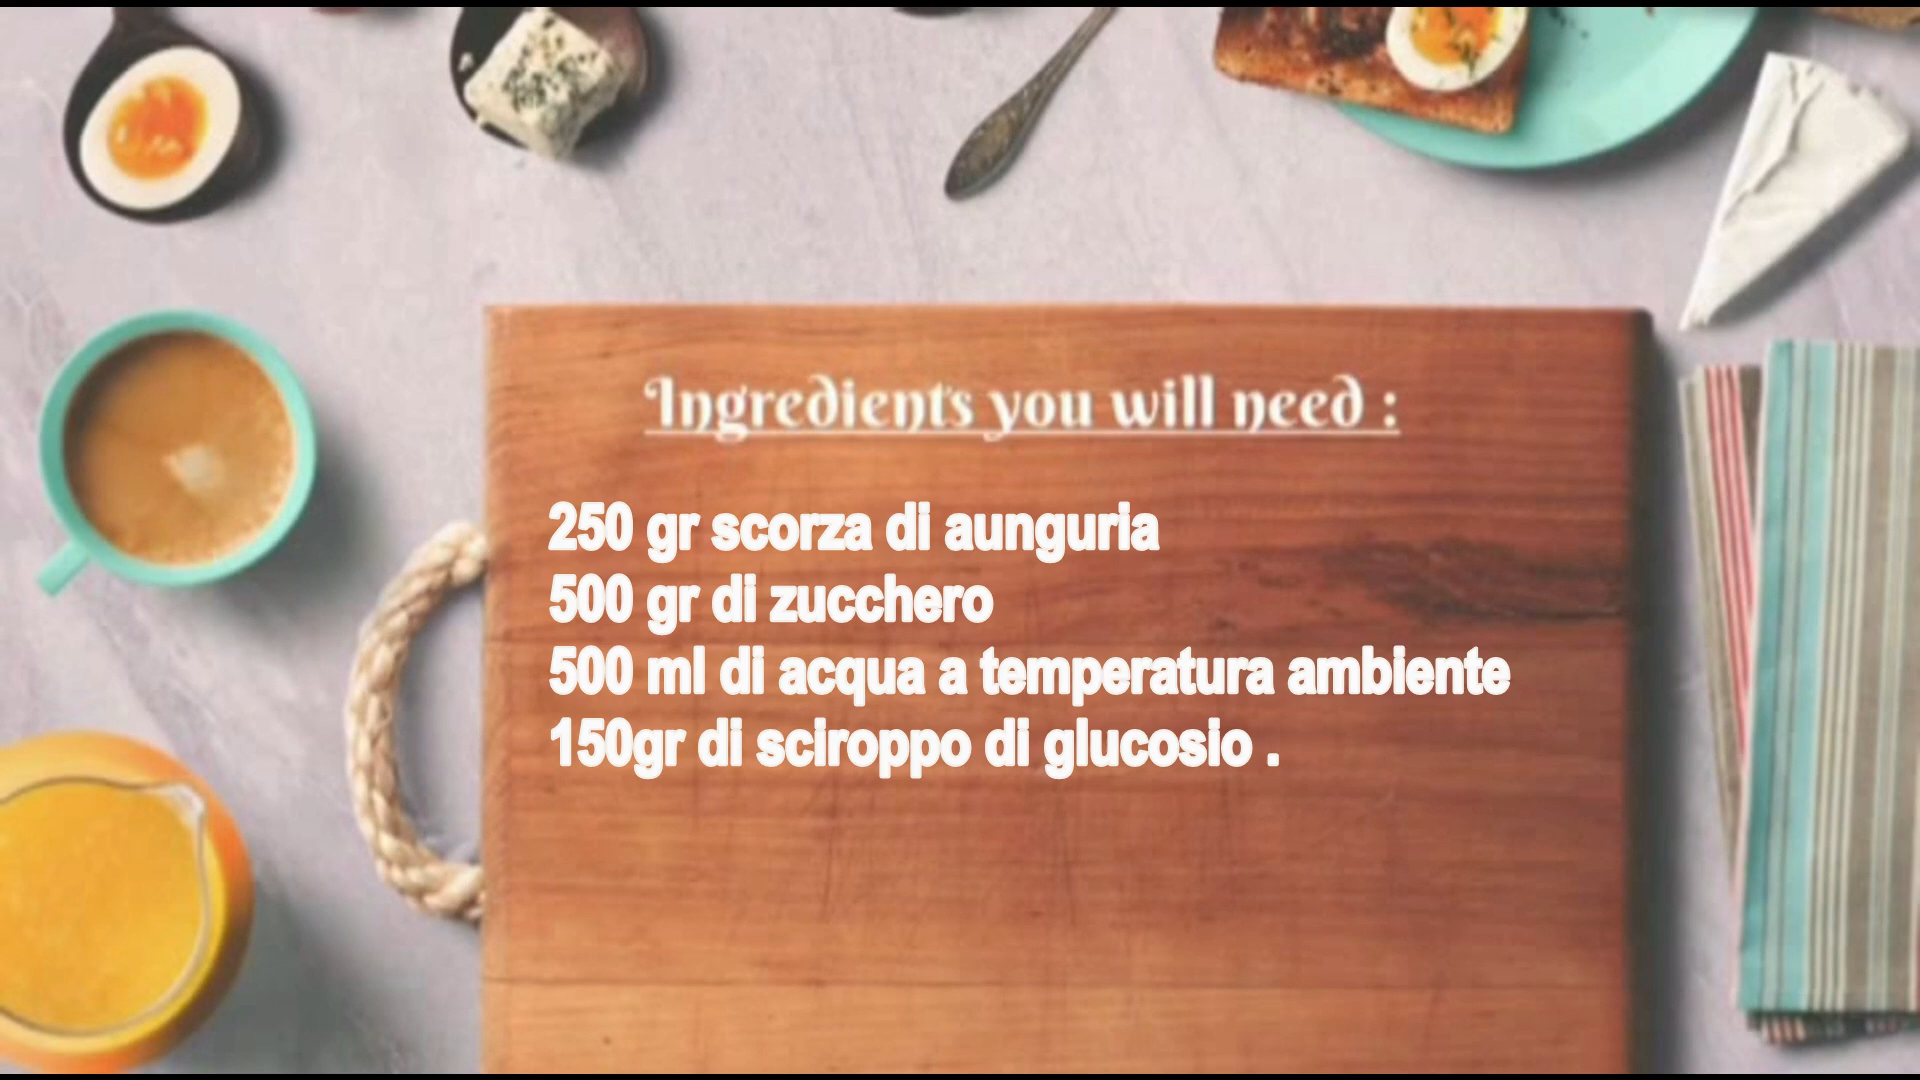 Ingredients you will need :
250 gr scorza di aunguria
500 gr di zucchero
500 ml di acqua a temperatura ambiente
150gr di sciroppo di glucosio .